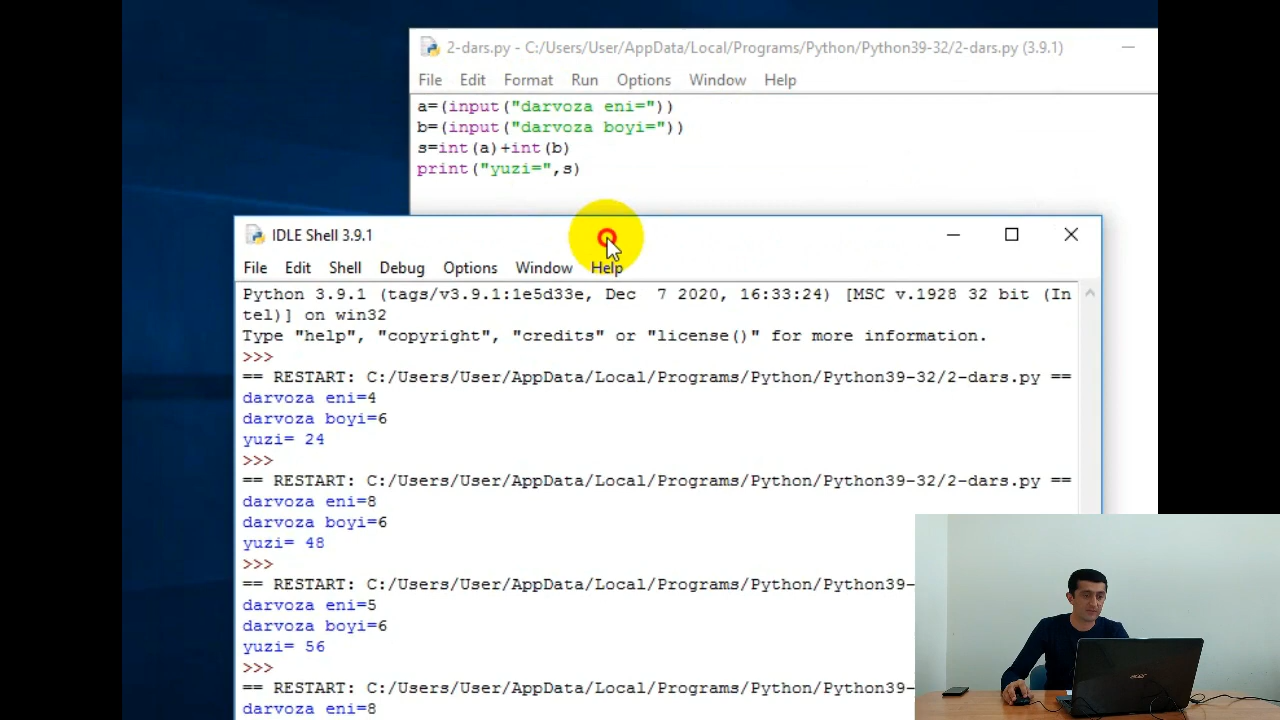 2-dars.py - C:/Users/User/AppData/Local/Programs/Python/Python39-32/2-dars.py (3.9.1)
File Edit Format Run Options Window Help
a=(input("darvoza eni="))
b=(input("darvoza boyi="))
s=int(a)+int(b)
print("yuzi=",s)
IDLE Shell 3.9.1
File Edit Shell Debug Options Window Help
Python 3.9.1 (tags/v3.9.1:1e5d33e, Dec 7 2020, 16:33:24) [MSC v.1928 32 bit (In
tel)] on win32
Type "help", "copyright", "credits" or "license()" for more information.
>>>
== RESTART: C:/Users/User/AppData/Local/Programs/Python/Python39-32/2-dars.py ==
darvoza eni=4
darvoza boyi=6
yuzi= 24
>>>
== RESTART: C:/Users/User/AppData/Local/Programs/Python/Python39-32/2-dars.py ==
darvoza eni=8
darvoza boyi=6
yuzi= 48
>>>
== RESTART: C:/Users/User/AppData/Local/Programs/Python/Python39-
darvoza eni=5
darvoza boyi=6
yuzi= 56
>>>
== RESTART: C:/Users/User/AppData/Local/Programs/Python/Python39-
darvoza eni=8
acer